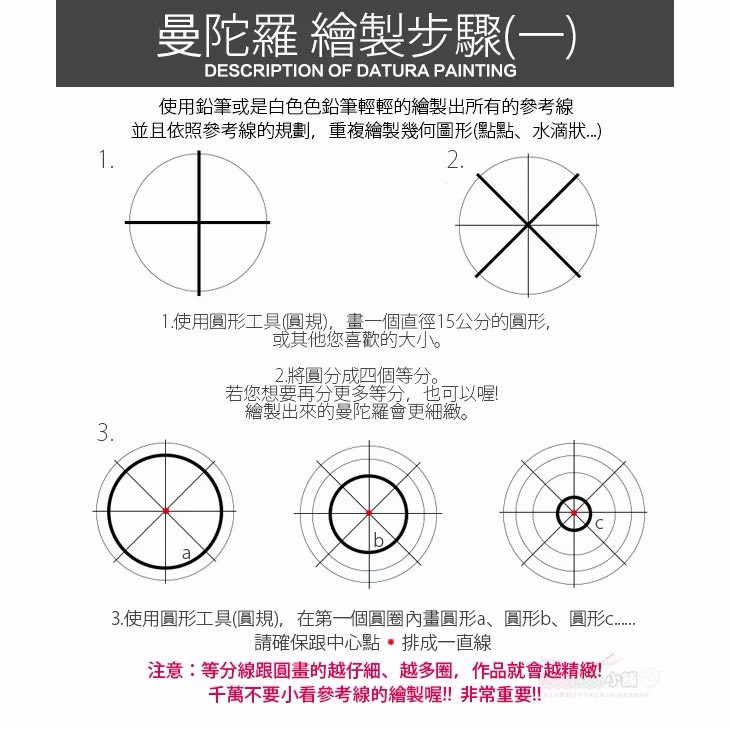 曼陀羅 繪製步驟(一)
DESCRIPTION OF DATURA PAINTING
使用鉛筆或是白色色鉛筆輕輕的繪製出所有的參考線
並且依照參考線的規劃，重複繪製幾何圖形(點點、水滴狀...)
1.
2.
1.使用圓形工具(圓規)，畫一個直徑15公分的圓形，
或其他您喜歡的大小。
2.將圓分成四個等分。
若您想要再分更多等分，也可以喔!
繪製出來的曼陀羅會更細緻。
3.
a
b
c
3.使用圓形工具(圓規)，在第一個圓圈內畫圓形a、圓形b、圓形c......
請確保跟中心點•排成一直線
注意：等分線跟圓畫的越仔細、越多圈，作品就會越精緻!
千萬不要小看參考線的繪製喔!! 非常重要!!
小舖